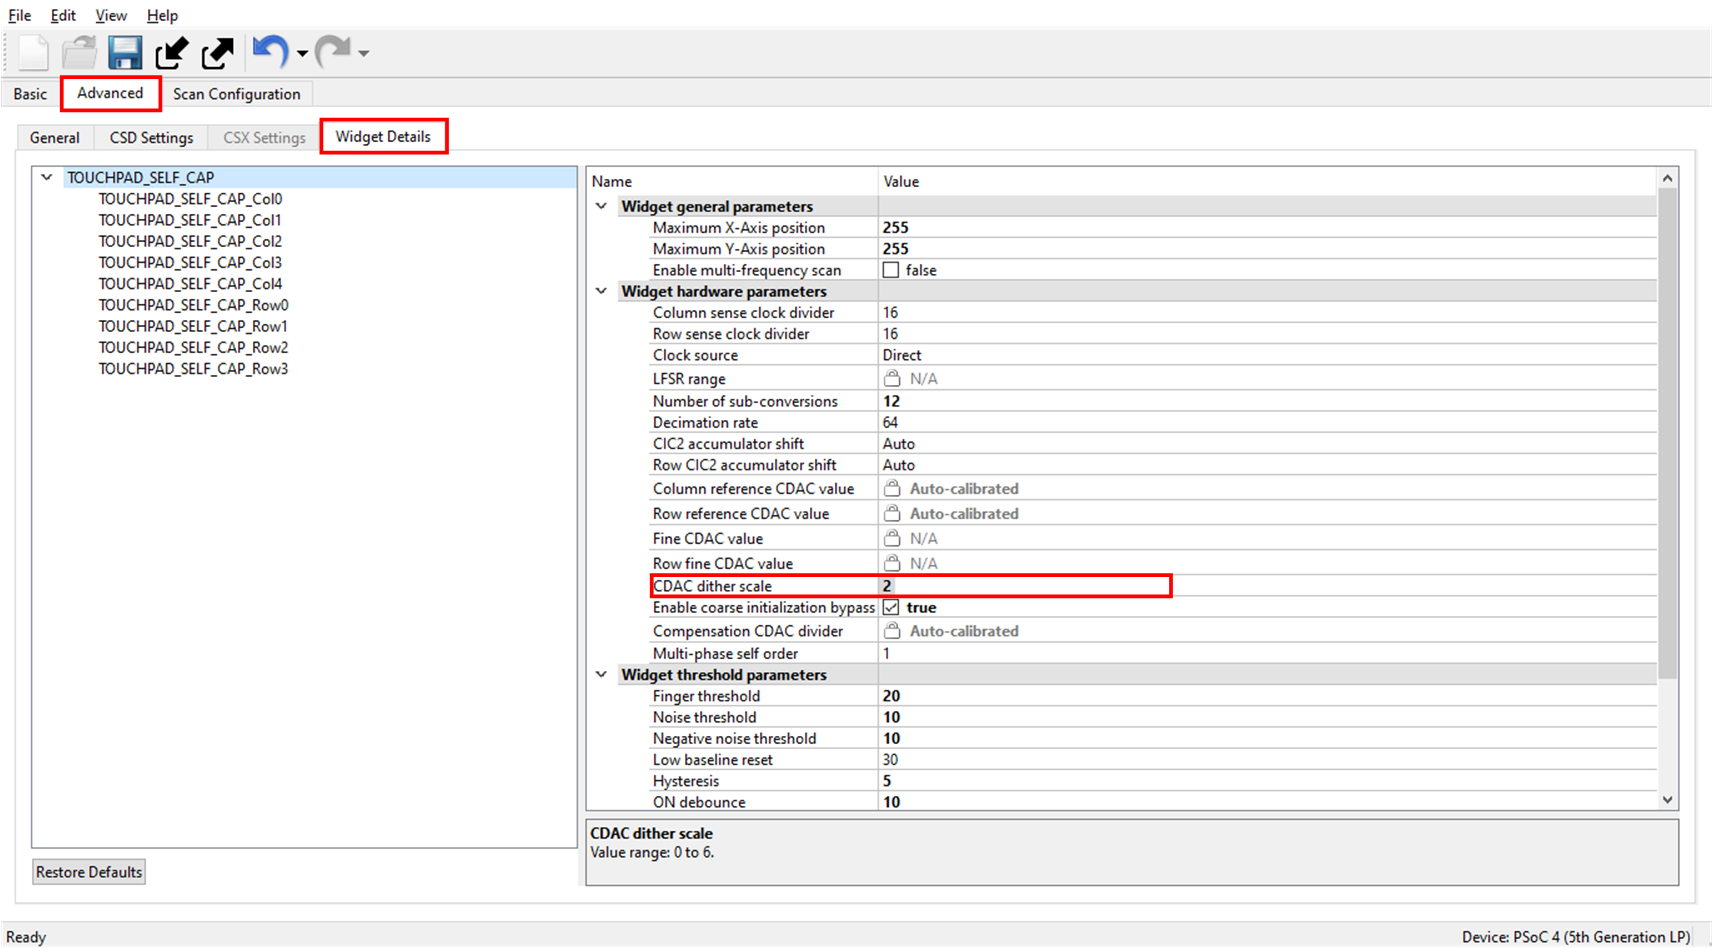 File Edit View Help
Basic Advanced Scan Configuration
General CSD Settings CSX Settings Widget Details
TOUCHPAD_SELF_CAP
TOUCHPAD_SELF_CAP_Col0
TOUCHPAD_SELF_CAP_Col1
TOUCHPAD_SELF_CAP_Col2
TOUCHPAD_SELF_CAP_Col3
TOUCHPAD_SELF_CAP_Col4
TOUCHPAD_SELF_CAP_Row0
TOUCHPAD_SELF_CAP_Row1
TOUCHPAD_SELF_CAP_Row2
TOUCHPAD_SELF_CAP_Row3
Restore Defaults
Name Value
Widget general parameters
Maximum X-Axis position 255
Maximum Y-Axis position 255
Enable multi-frequency scan false
Widget hardware parameters
Column sense clock divider 16
Row sense clock divider 16
Clock source Direct
LFSR range N/A
Number of sub-conversions 12
Decimation rate 64
CIC2 accumulator shift Auto
Row CIC2 accumulator shift Auto
Column reference CDAC value Auto-calibrated
Row reference CDAC value Auto-calibrated
Fine CDAC value N/A
Row fine CDAC value N/A
CDAC dither scale 2
Enable coarse initialization bypass true
Compensation CDAC divider Auto-calibrated
Multi-phase self order 1
Widget threshold parameters
Finger threshold 20
Noise threshold 10
Negative noise threshold 10
Low baseline reset 30
Hysteresis 5
ON debounce 10
CDAC dither scale
Value range: 0 to 6.
Ready Device: PSoC 4 (5th Generation LP)